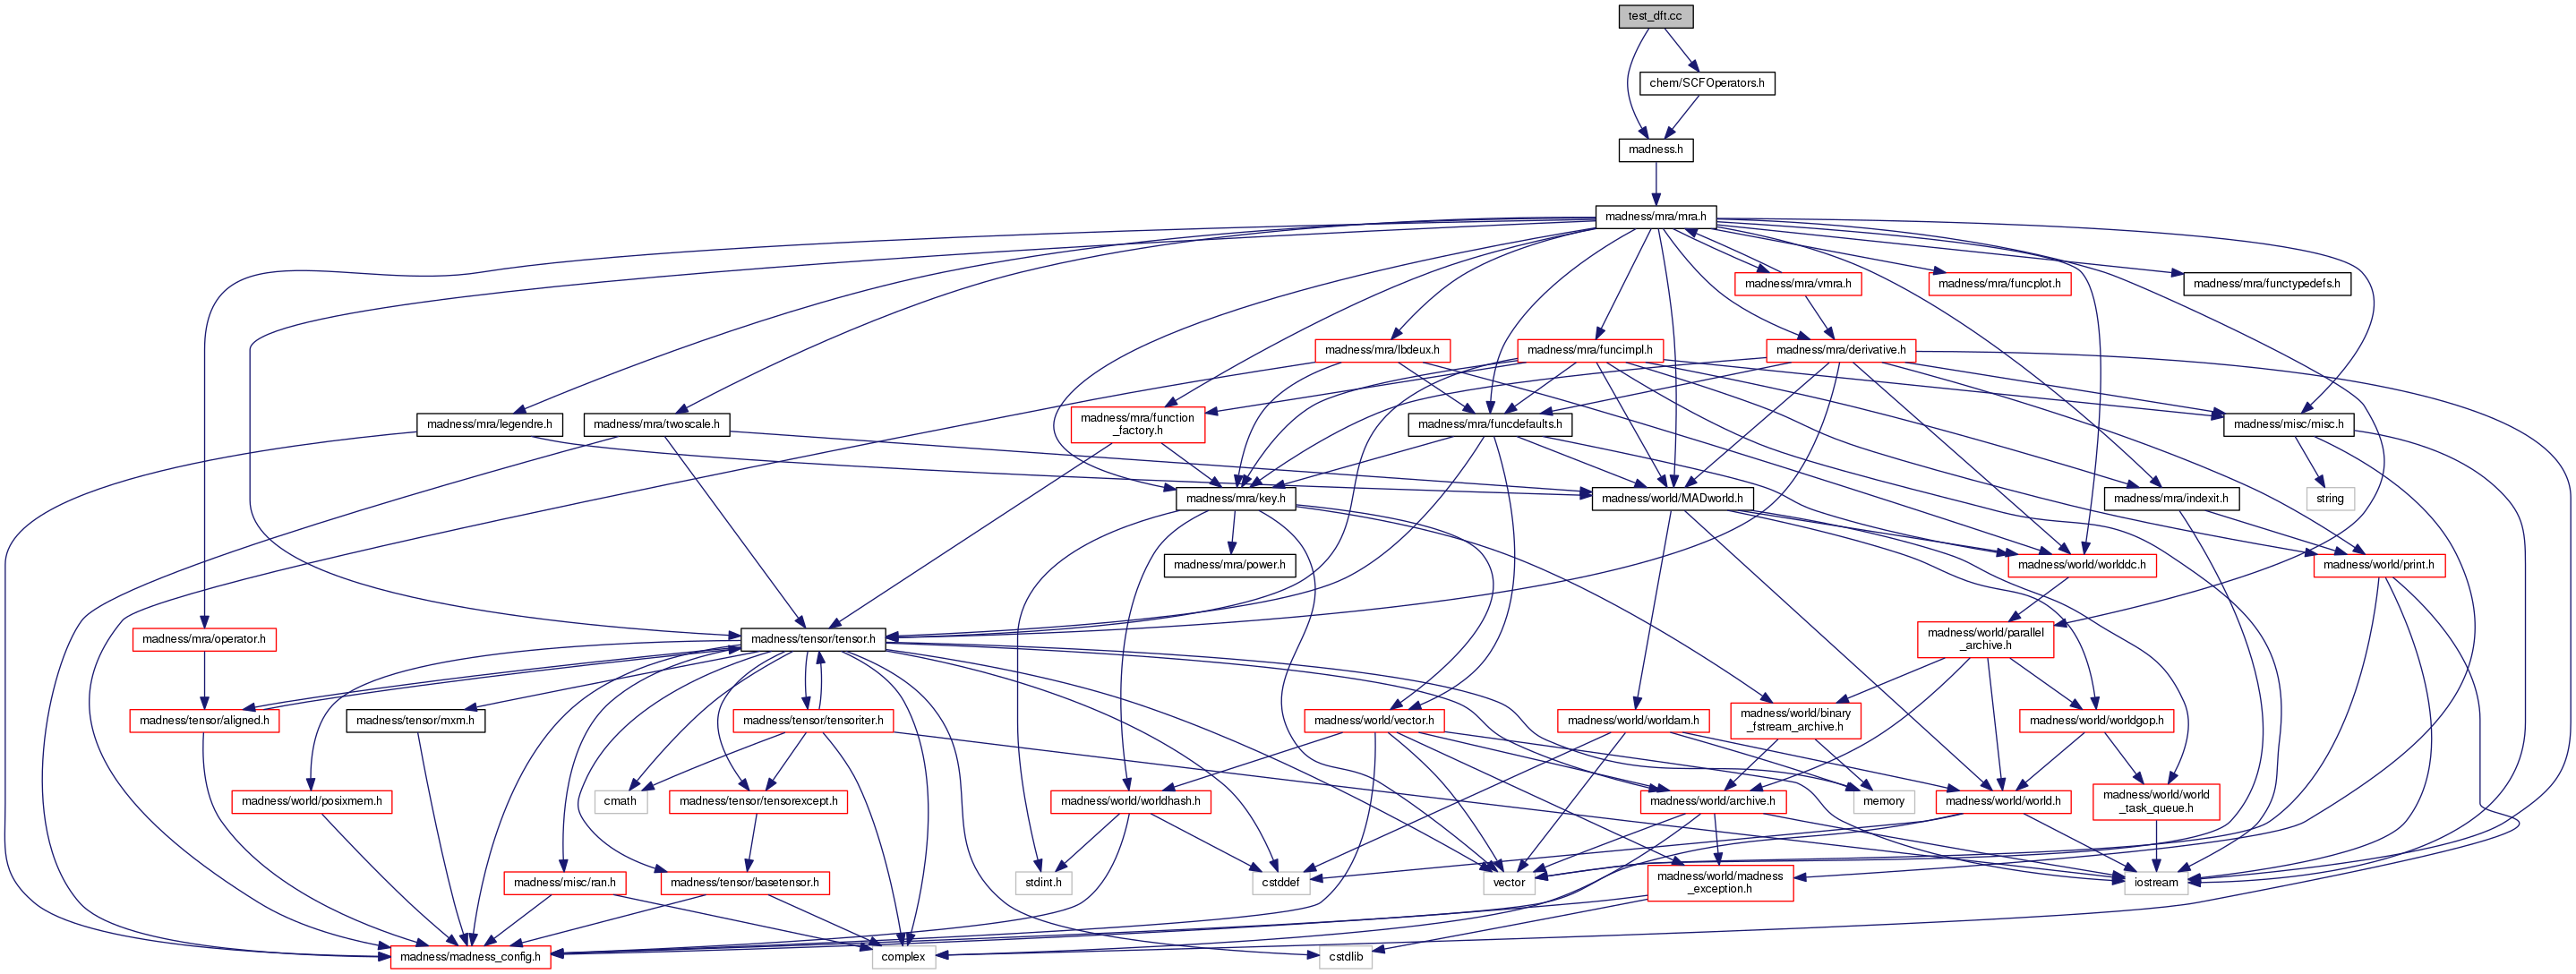 test_dft.cc
chem/SCFOperators.h
madness.h
madness/mra/mra.h
madness/mra/vmra.h
madness/mra/funcplot.h
madness/mra/functypedefs.h
madness/mra/lbdeux.h
madness/mra/funcimpl.h
madness/mra/derivative.h
madness/mra/legendre.h
madness/mra/twoscale.h
madness/mra/function
_factory.h
madness/mra/funcdefaults.h
madness/misc/misc.h
madness/mra/key.h
madness/world/MADworld.h
madness/mra/indexit.h
string
madness/mra/power.h
madness/world/worlddc.h
madness/world/print.h
madness/mra/operator.h
madness/tensor/tensor.h
madness/world/parallel
_archive.h
madness/tensor/aligned.h
madness/tensor/mxm.h
madness/tensor/tensoriter.h
madness/world/vector.h
madness/world/worldam.h
madness/world/binary
_fstream_archive.h
madness/world/worldgop.h
madness/world/posixmem.h
cmath
madness/tensor/tensorexcept.h
madness/world/worldhash.h
madness/world/archive.h
memory
madness/world/world.h
madness/world/world
_task_queue.h
madness/misc/ran.h
madness/tensor/basetensor.h
stdint.h
cstddef
vector
madness/world/madness
_exception.h
iostream
madness/madness_config.h
complex
cstdlib